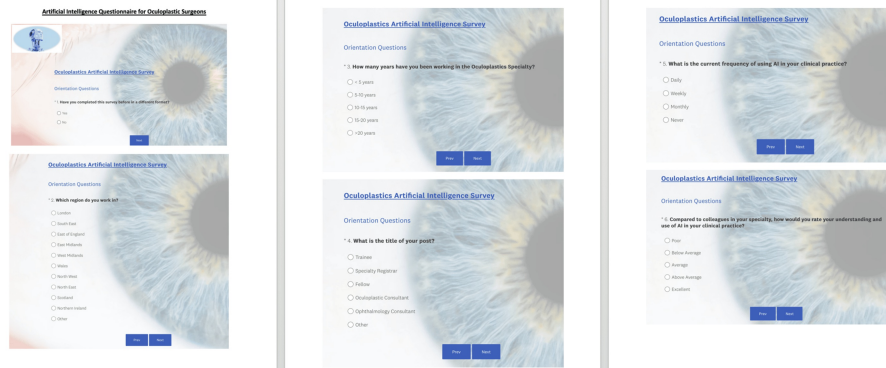 Artificial Intelligence Questionnaire for Oculoplastic Surgeons
Oculoplastics Artificial Intelligence Survey
Orientation Questions
* 1. Have you completed this survey before in a different format?
Yes
No
Next
Oculoplastics Artificial Intelligence Survey
Orientation Questions
* 2. Which region do you work in?
London
South East
East of England
East Midlands
West Midlands
Wales
North West
North East
Scotland
Northern Ireland
Other
Prev
Next
Oculoplastics Artificial Intelligence Survey
Orientation Questions
* 3. How many years have you been working in the Oculoplastics Specialty?
< 5 years
5-10 years
10-15 years
15-20 years
>20 years
Prev
Next
Oculoplastics Artificial Intelligence Survey
Orientation Questions
* 4. What is the title of your post?
Trainee
Specialty Registrar
Fellow
Oculoplastic Consultant
Ophthalmology Consultant
Other
Prev
Next
Oculoplastics Artificial Intelligence Survey
Orientation Questions
* 5. What is the current frequency of using AI in your clinical practice?
Daily
Weekly
Monthly
Never
Prev
Next
Oculoplastics Artificial Intelligence Survey
Orientation Questions
* 6. Compared to colleagues in your specialty, how would you rate your understanding and
use of AI in your clinical practice?
Poor
Below Average
Average
Above Average
Excellent
Prev
Next